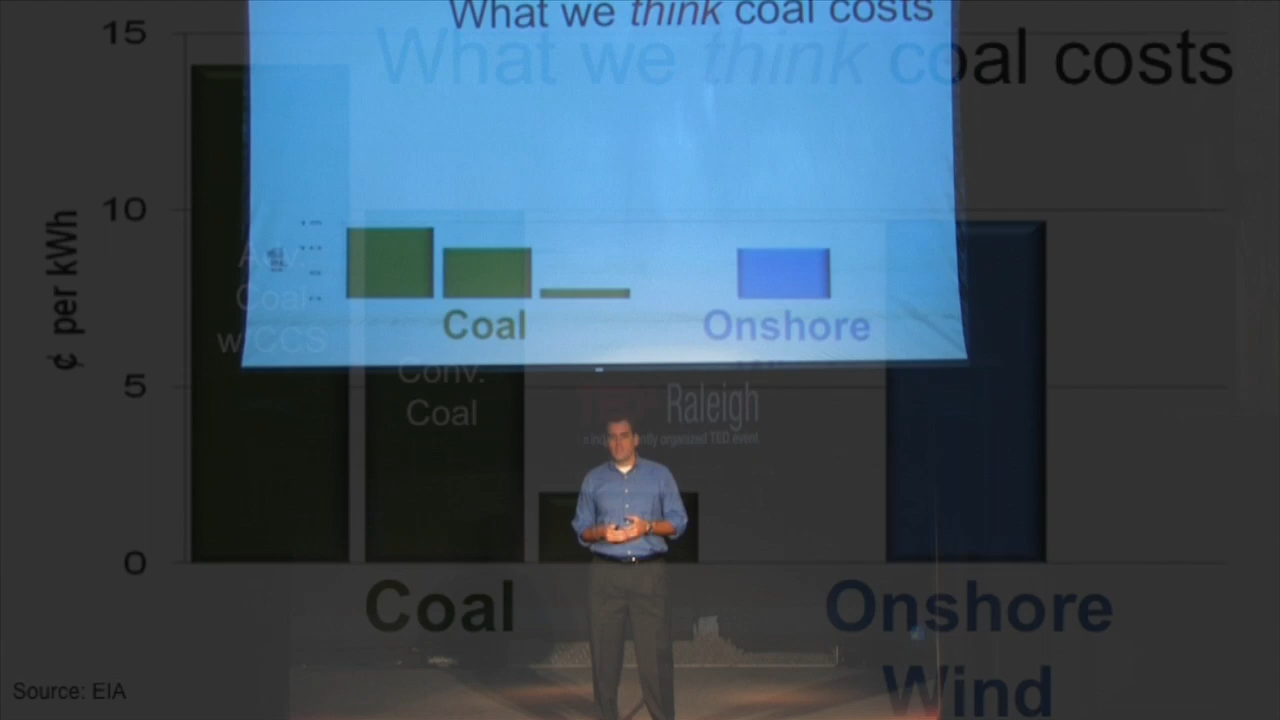 What we think coal costs
What we think coal costs
15
10
5
0
¢ per kWh
Adv.
Coal
w/CCS
Conv.
Coal
Coal
Onshore
Raleigh
Coal
Onshore
Wind
Source: EIA